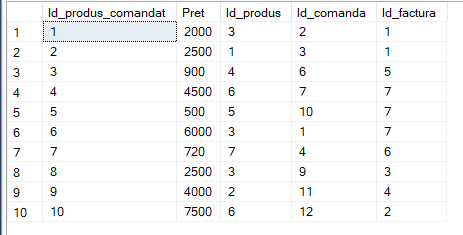 Id_produs_comandat Pret Id_produs Id_comanda Id_factura
1 1 2000 3 2 1
2 2 2500 1 3 1
3 3 900 4 6 5
4 4 4500 6 7 7
5 5 500 5 10 7
6 6 6000 3 1 7
7 7 720 7 4 6
8 8 2500 3 9 3
9 9 4000 2 11 4
10 10 7500 6 12 2